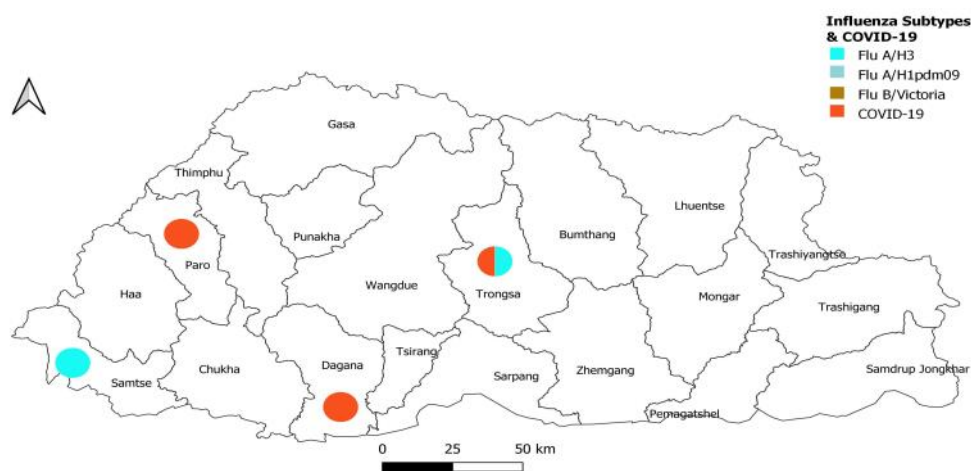 Influenza Subtypes
& COVID-19
Flu A/H3
Flu A/H1pdm09
Flu B/Victoria
COVID-19
Gasa
Thimphu
Punakha
Lhuentse
Bumthang
Trashiyangtse
Paro
Wangdue
Trongsa
Haa
Mongar
Trashigang
Tsirang
Dagana
Chukha
Samtse
Sarpang
Zhemgang
Samdrup Jongkhar
Pemagatshel
0 25 50 km